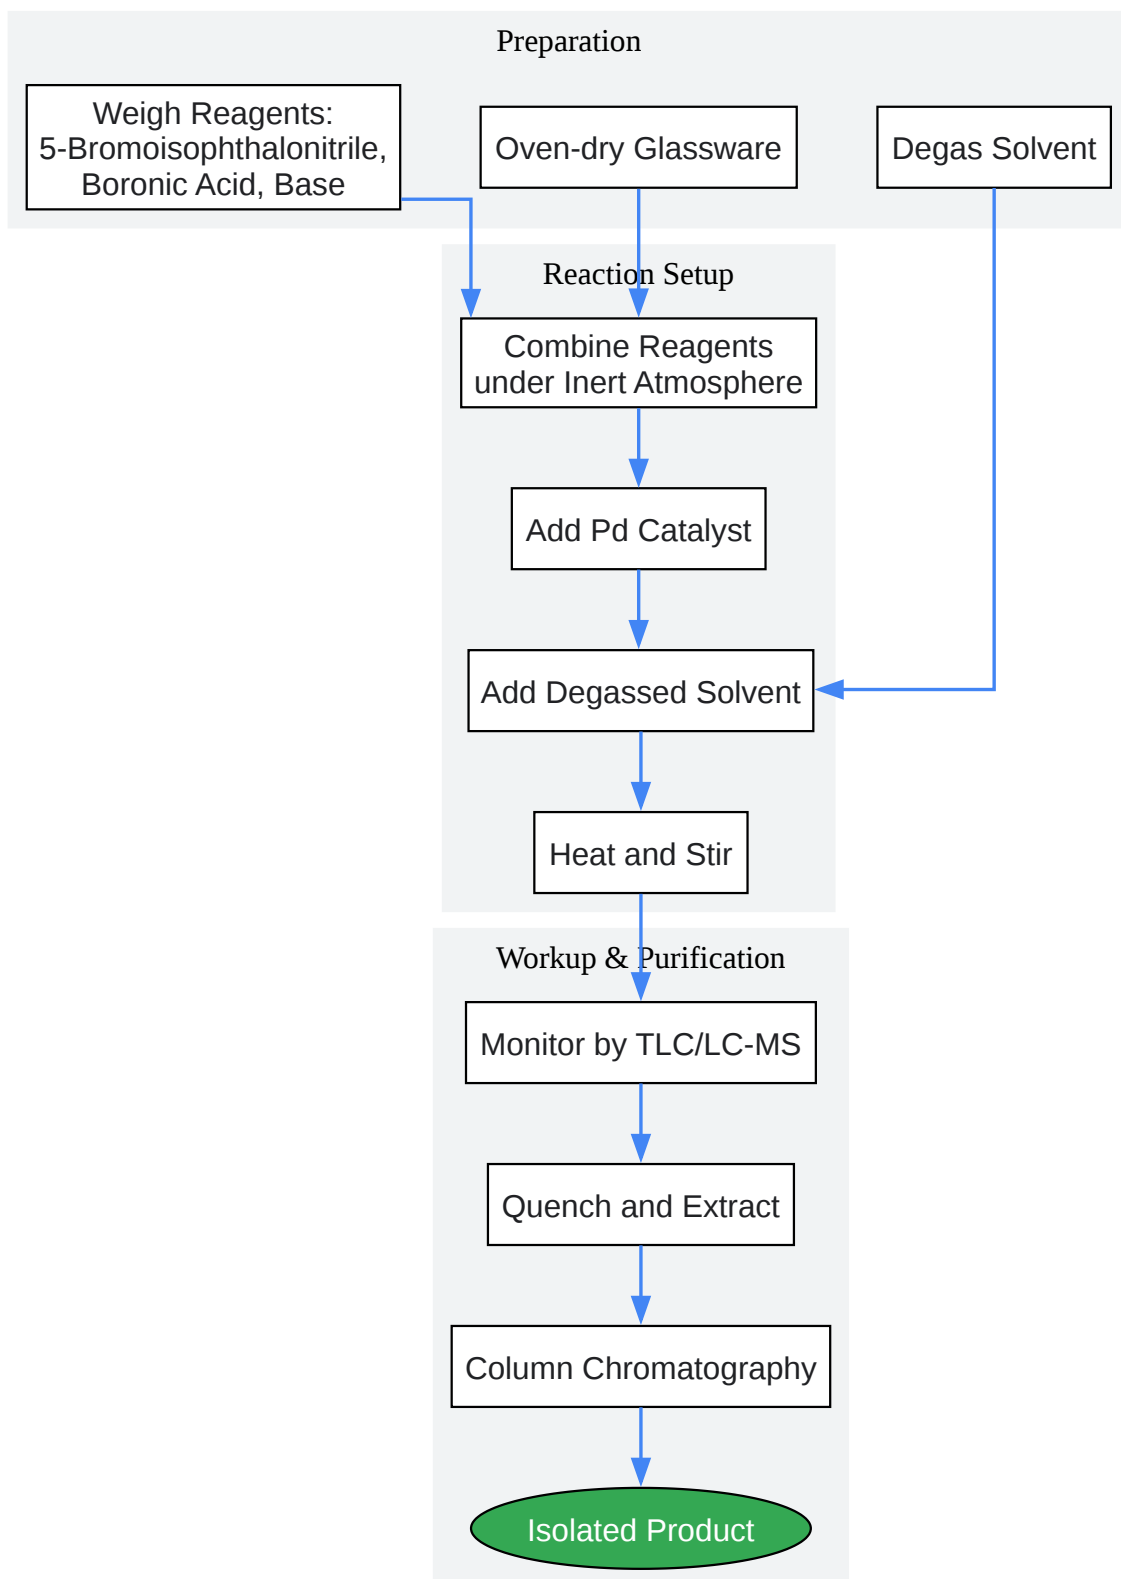 Preparation
Weigh Reagents:
5-Bromoisophthalonitrile,
Boronic Acid, Base
Oven-dry Glassware
Degas Solvent
Reaction Setup
Combine Reagents
under Inert Atmosphere
Add Pd Catalyst
Add Degassed Solvent
Heat and Stir
Workup & Purification
Monitor by TLC/LC-MS
Quench and Extract
Column Chromatography
Isolated Product